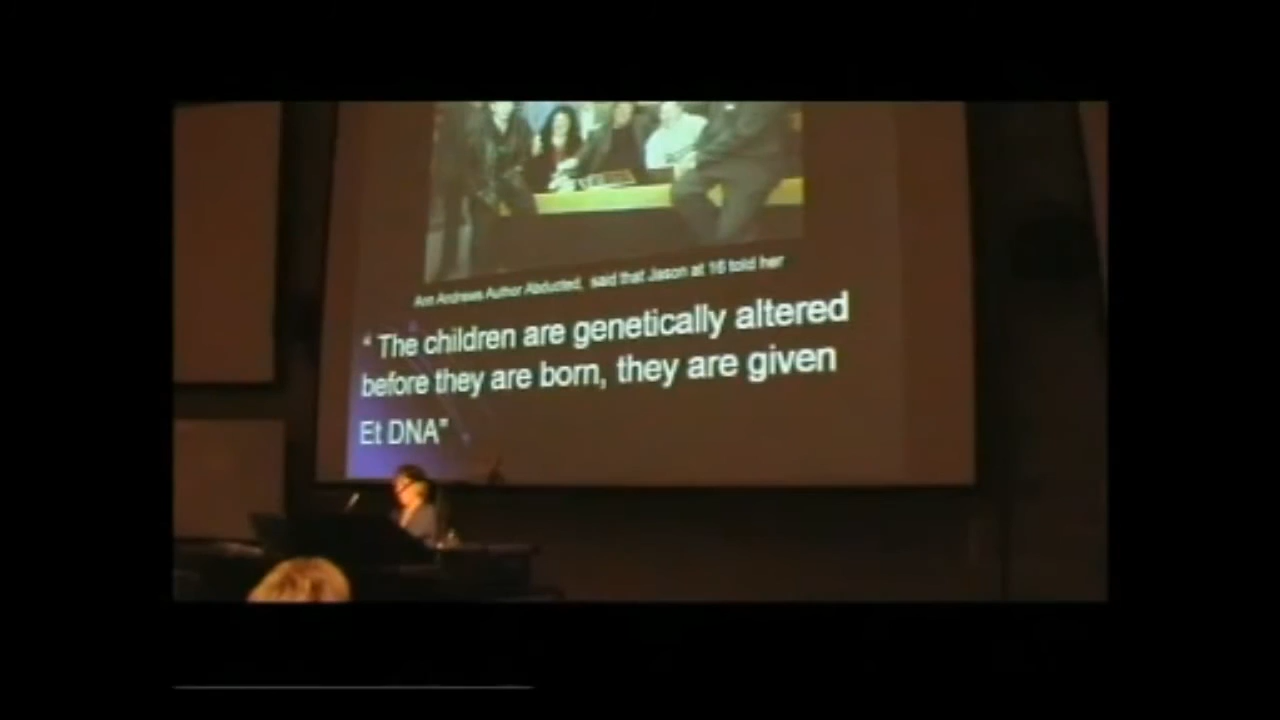 Ann Andrews Author Abducted, said that Jason at 16 told her
“ The children are genetically altered
before they are born, they are given
Et DNA”